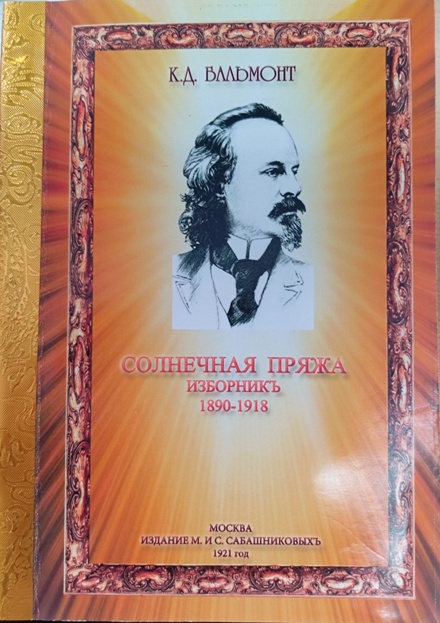 К.Д. БАЛЬМОНТ
СОЛНЕЧНАЯ ПРЯЖА
ИЗБОРНИКЪ
1890-1918
МОСКВА
ИЗДАНИЕ М. И С. САБАШНИКОВЫХЪ
1921 год